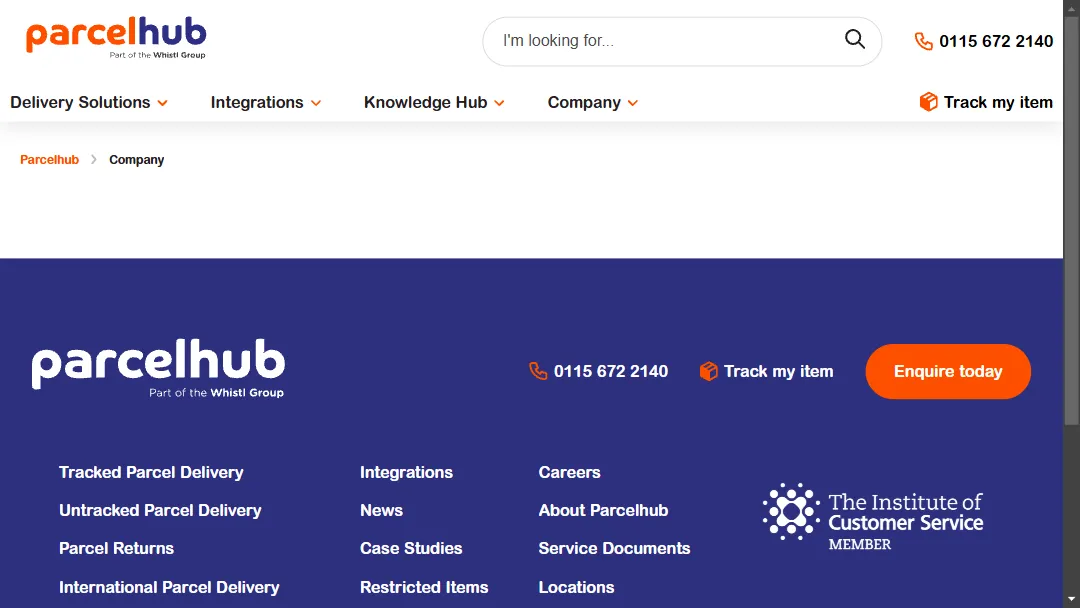 parcelhub
Part of the Whistl Group
I'm looking for...
0115 672 2140
Delivery Solutions
Integrations
Knowledge Hub
Company
Track my item
Parcelhub
Company
parcelhub
Part of the Whistl Group
0115 672 2140
Track my item
Enquire today
Tracked Parcel Delivery
Untracked Parcel Delivery
Parcel Returns
International Parcel Delivery
Integrations
News
Case Studies
Restricted Items
Careers
About Parcelhub
Service Documents
Locations
The Institute of
Customer Service
MEMBER